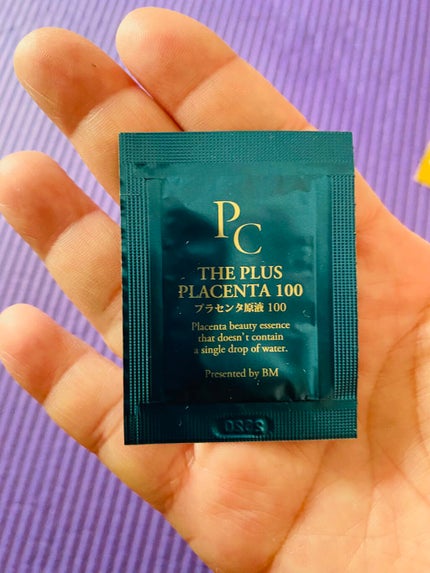 PC
THE PLUS
PLACENTA 100
プラセンタ原液 100
Placenta beauty essence
that doesn't contain
a single drop of water.
Presented by BM